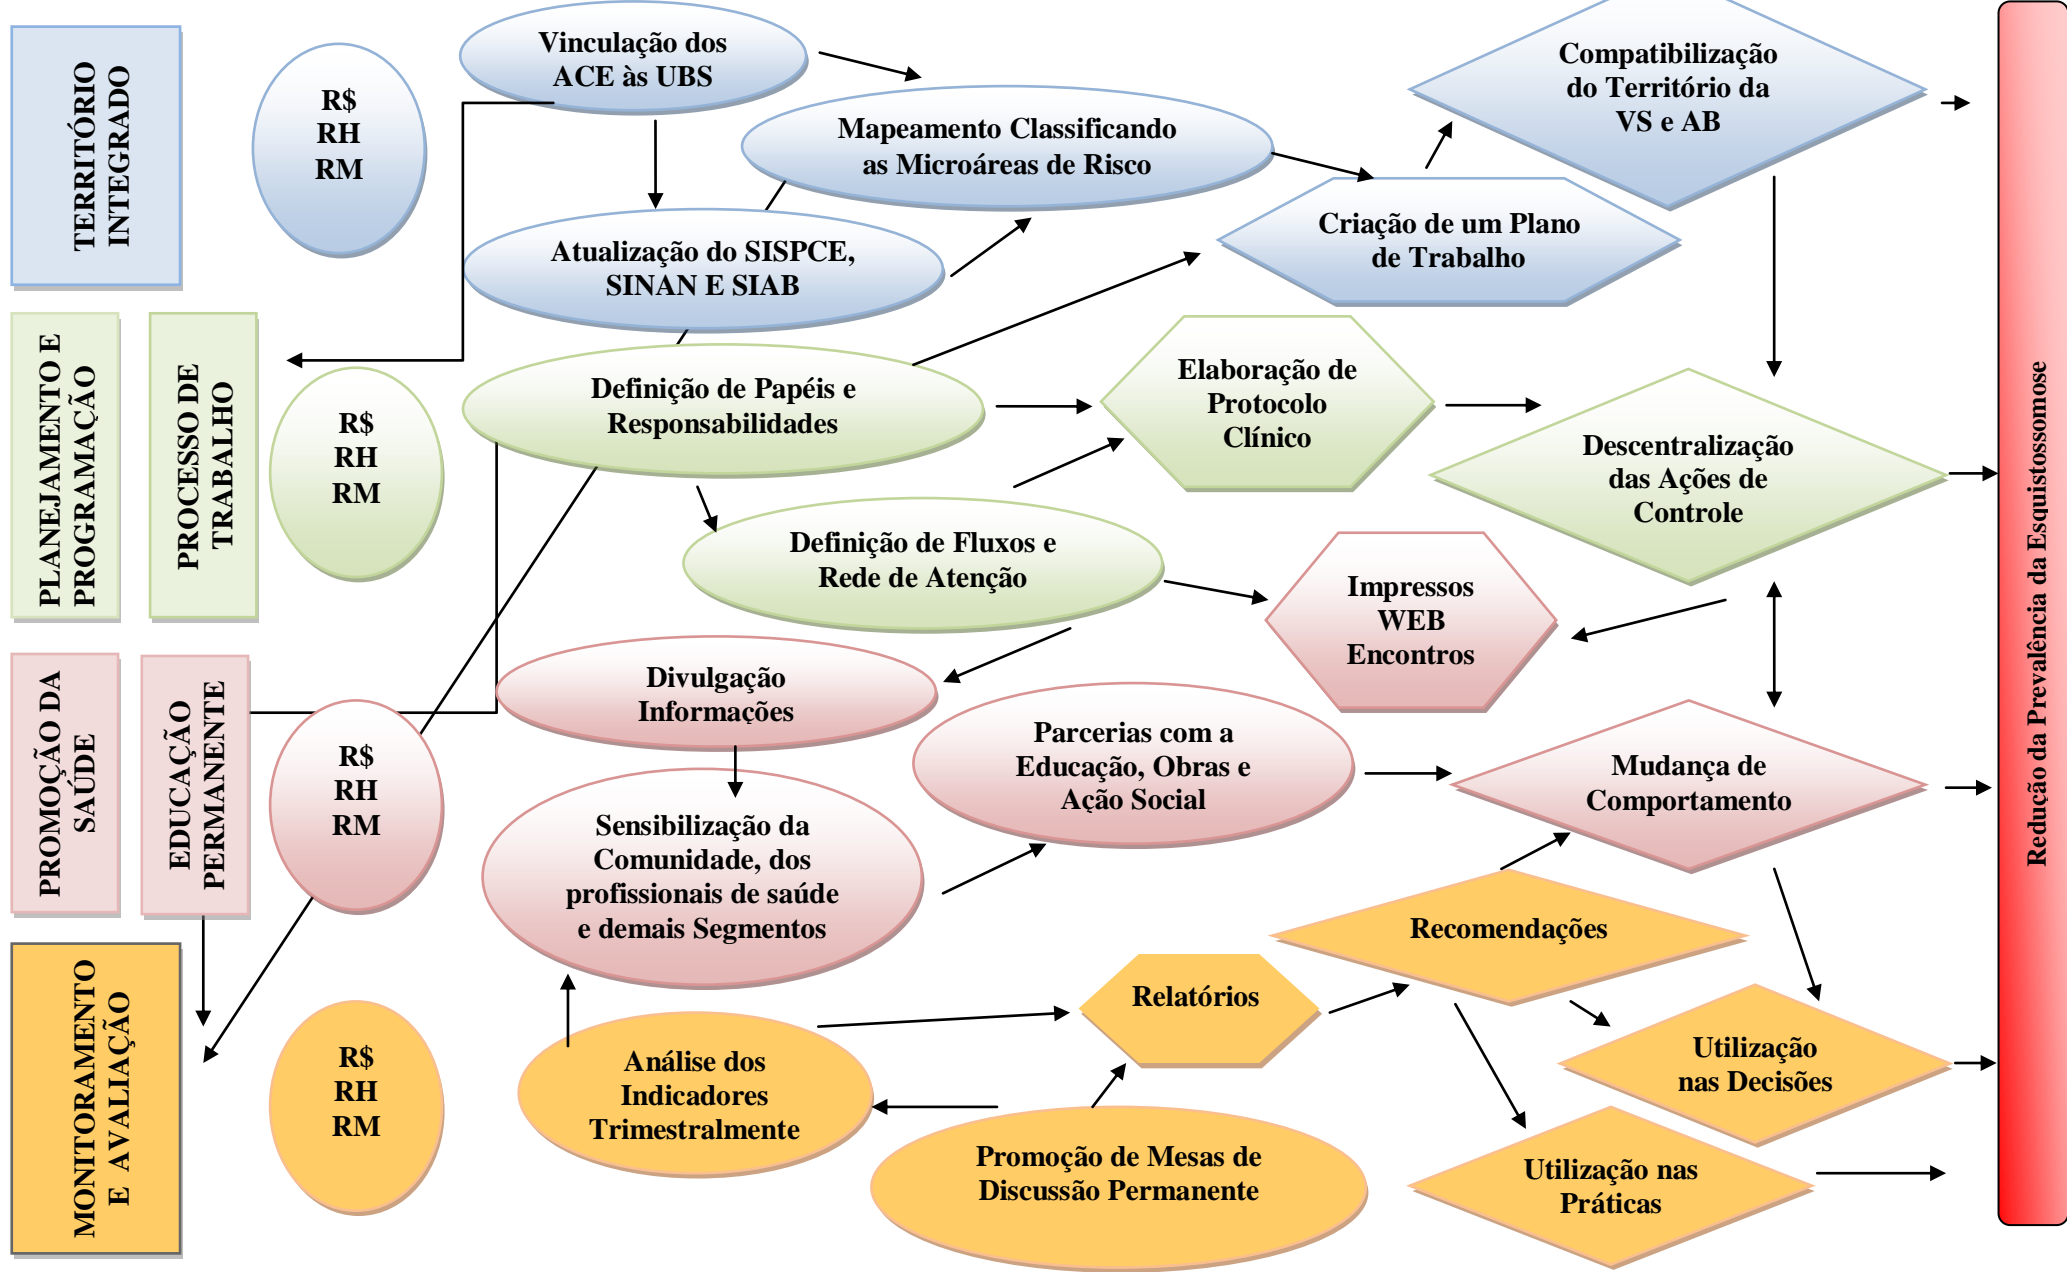 TERRITÓRIO
INTEGRADO
R$
RH
RM
Vinculação dos
ACE às UBS
Mapeamento Classificando
as Microáreas de Risco
Atualização do SISPCE,
SINAN E SIAB
Criação de um Plano
de Trabalho
Compatibilização
do Território da
VS e AB
PLANEJAMENTO E
PROGRAMAÇÃO
PROCESSO DE
TRABALHO
R$
RH
RM
Definição de Papéis e
Responsabilidades
Elaboração de
Protocolo
Clínico
Definição de Fluxos e
Rede de Atenção
Descentralização
das Ações de
Controle
PROMOÇÃO DA
SAÚDE
EDUCAÇÃO
PERMANENTE
R$
RH
RM
Divulgação
Informações
Impressos
WEB
Encontros
Parcerias com a
Educação, Obras e
Ação Social
Sensibilização da
Comunidade, dos
profissionais de saúde
e demais Segmentos
Mudança de
Comportamento
MONITORAMENTO
E AVALIAÇÃO
R$
RH
RM
Análise dos
Indicadores
Trimestralmente
Relatórios
Promoção de Mesas de
Discussão Permanente
Recomendações
Utilização
nas Decisões
Utilização nas
Práticas
Redução da Prevalência da Esquistossomose